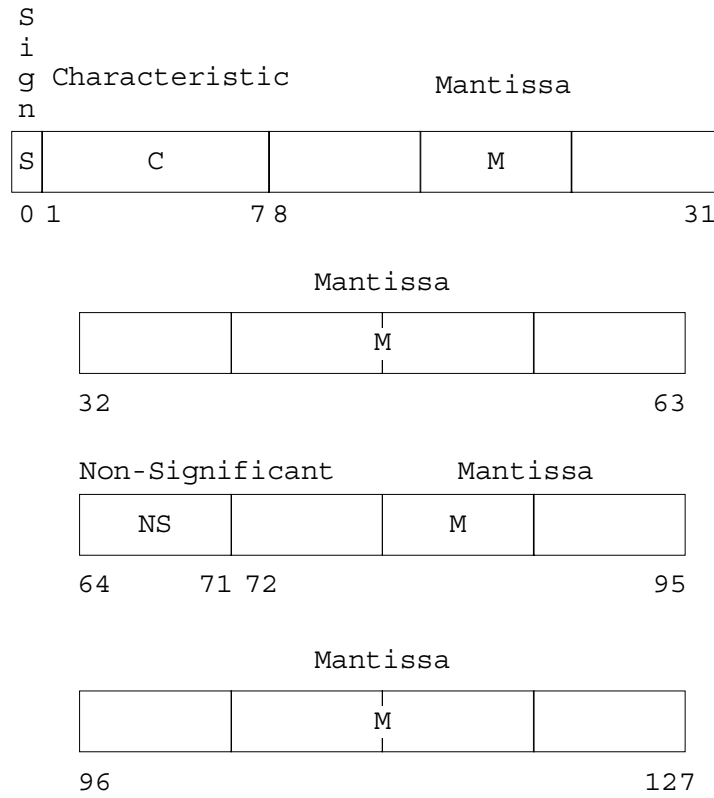 Sign
Characteristic
Mantissa
S C M
0 1 7 8 31
Mantissa
M
32 63
Non-Significant Mantissa
NS M
64 71 72 95
Mantissa
M
96 127